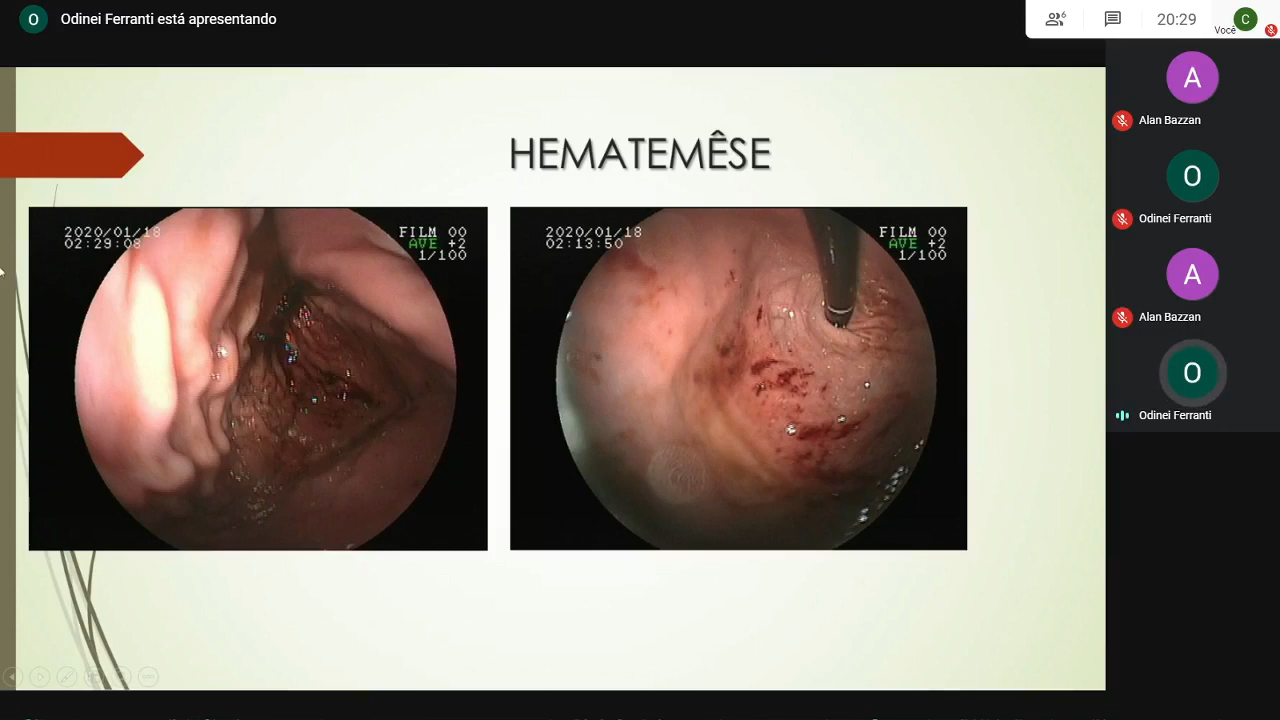 O
Odinei Ferranti está apresentando
6
20:29
Você
C
HEMATEMÊSE
2020/01/18
02:29:08
FILM 00
AVE +2
1/100
2020/01/18
02:13:50
FILM 00
AVE +2
1/100
A
Alan Bazzan
O
Odinei Ferranti
A
Alan Bazzan
O
Odinei Ferranti